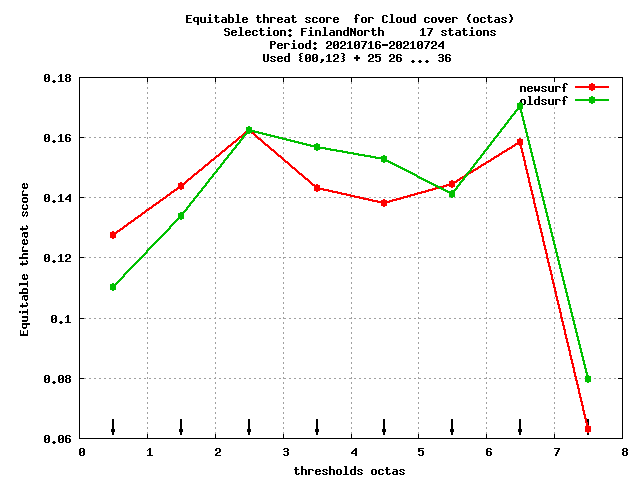 Equitable threat score  for Cloud cover (octas)
Selection: FinlandNorth     17 stations
Period: 20210716-20210724
Used {00,12} + 25 26 ... 36
0.18
0.16
0.14
0.12
0.1
0.08
0.06
Equitable threat score
newsurf
oldsurf
0 1 2 3 4 5 6 7 8
thresholds octas